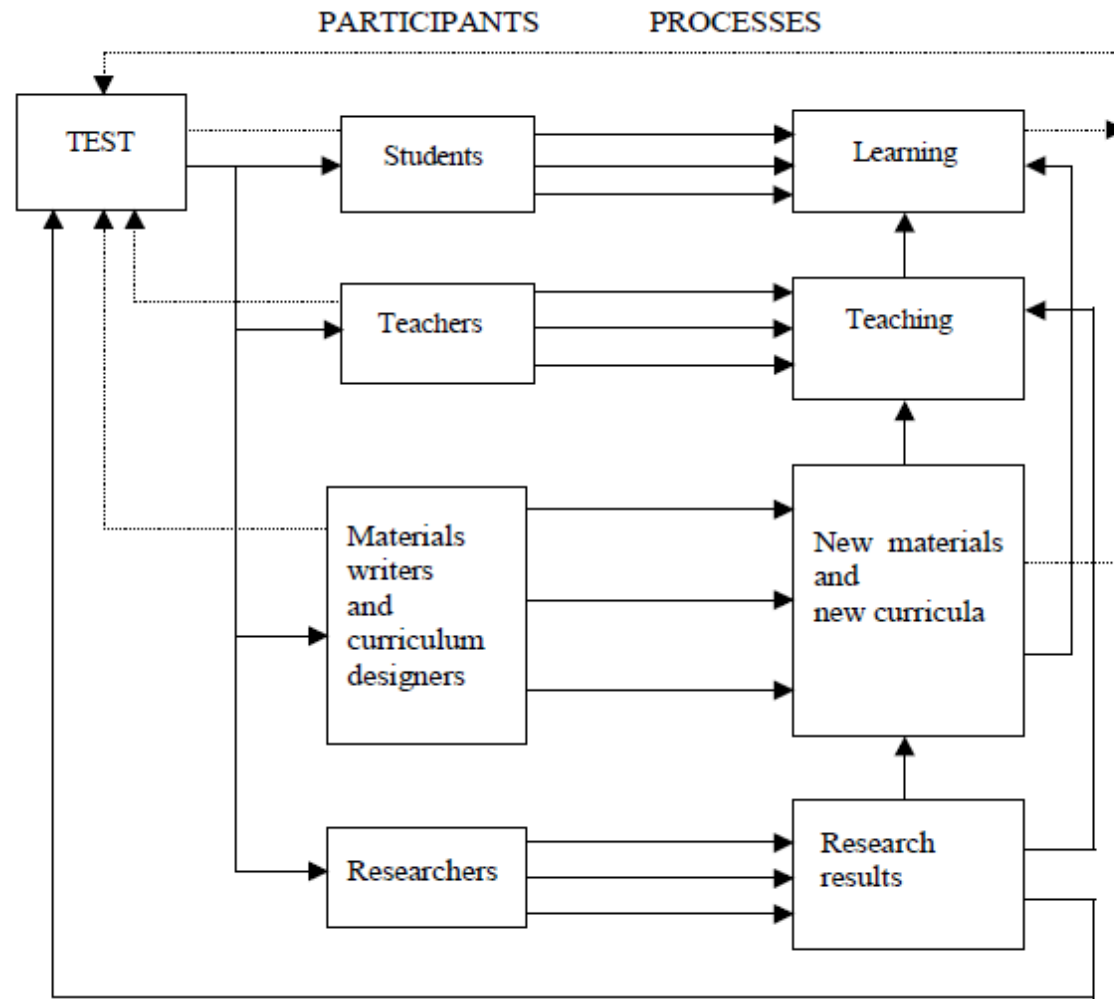 PARTICIPANTS PROCESSES
TEST
Students
Learning
Teachers
Teaching
Materials
writers
and
curriculum
designers
New materials
and
new curricula
Researchers
Research
results